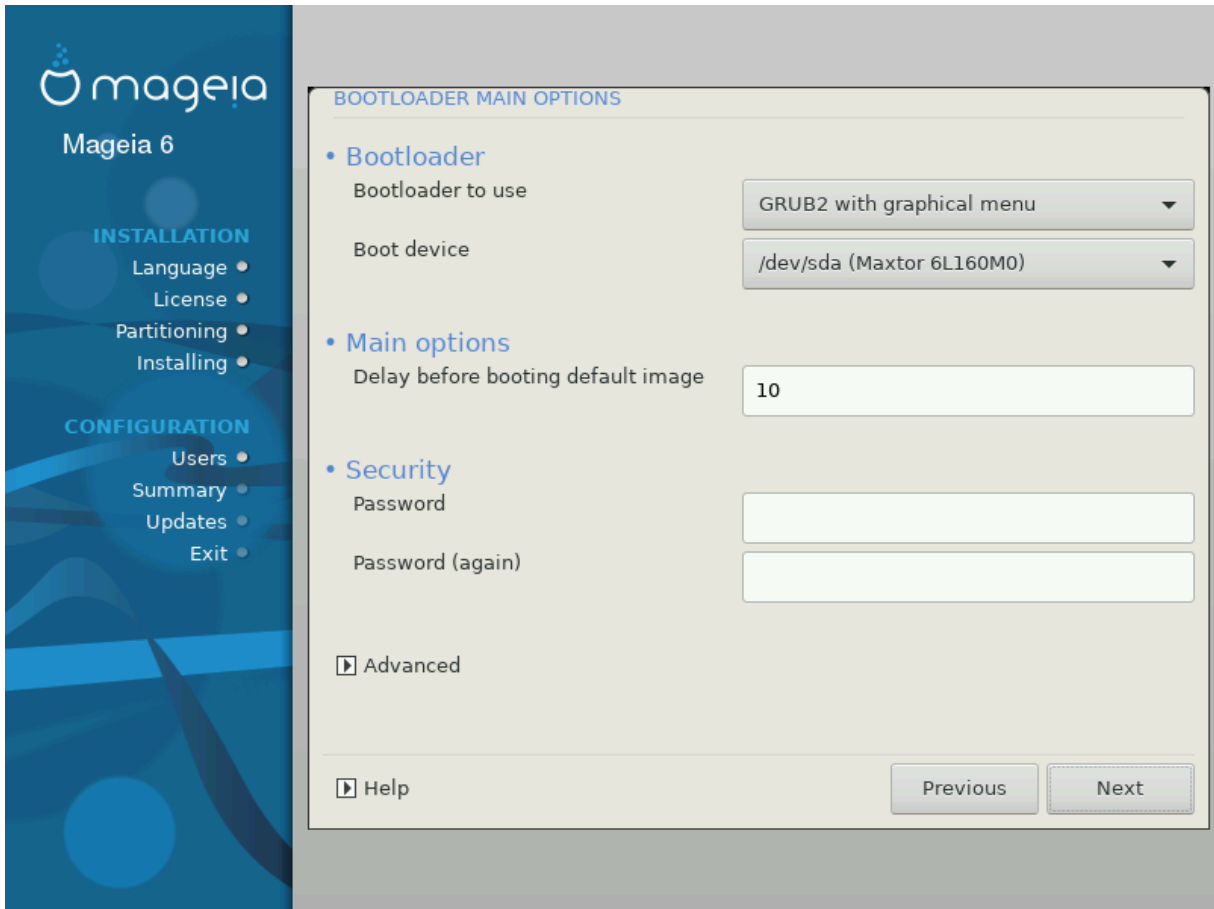 mageia
Mageia 6
INSTALLATION
Language
License
Partitioning
Installing
CONFIGURATION
Users
Summary
Updates
Exit
BOOTLOADER MAIN OPTIONS
• Bootloader
Bootloader to use
GRUB2 with graphical menu
Boot device
/dev/sda (Maxtor 6L160M0)
• Main options
Delay before booting default image
10
• Security
Password
Password (again)
Advanced
Help
Previous
Next